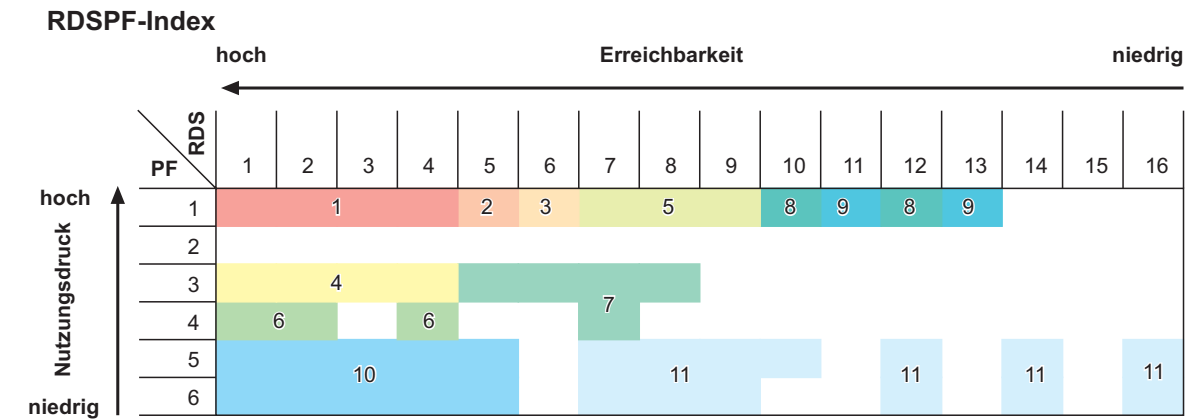 RDSPF-Index
hoch Erreichbarkeit niedrig
RDS
PF 1 2 3 4 5 6 7 8 9 10 11 12 13 14 15 16
hoch
Nutzungsdruck
niedrig
1 1 2 3 5 8 9 8 9
2
3 4
7
4 6 6
5
10 11 11 11 11
6